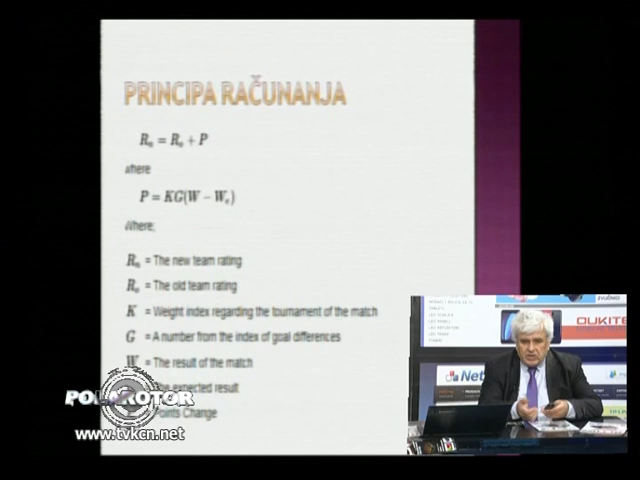 PRINCIPA RAČUNANJA
Rₙ = Rₒ + P
where
P = KG(W − Wₑ)
Where;
Rₙ = The new team rating
Rₒ = The old team rating
K = Weight index regarding the tournament of the match
G = A number from the index of goal differences
W = The result of the match
expected result
Points Change
POLAROTOR
www.tvkcn.net
OUKITE
Net